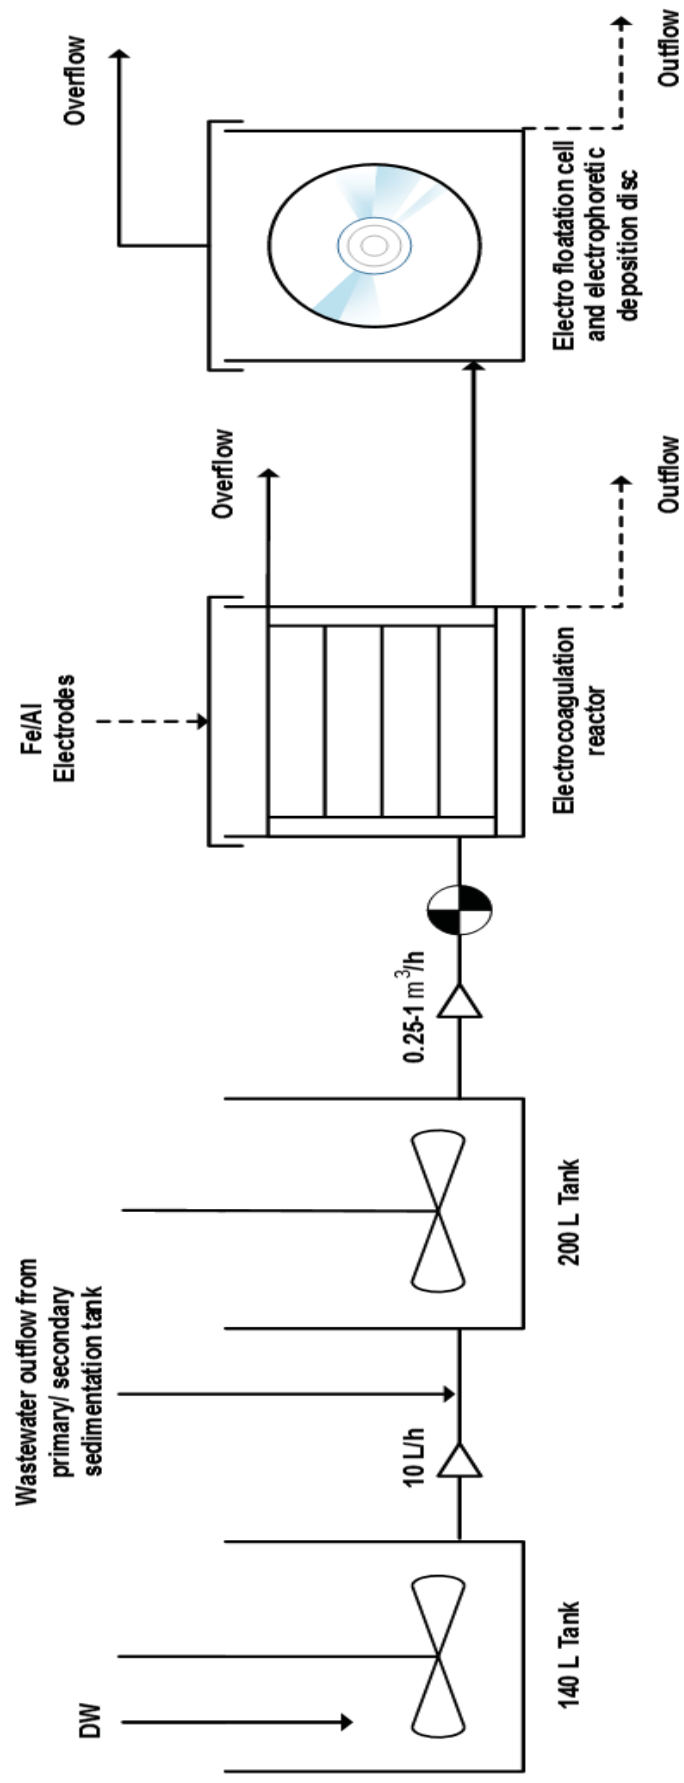 DW
140 L Tank
10 L/h
Wastewater outflow from
primary/ secondary
sedimentation tank
200 L Tank
0.25-1 m³/h
Fe/Al
Electrodes
Electrocoagulation
reactor
Overflow
Outflow
Overflow
Electro floatation cell
and electrophoretic
deposition disc
Outflow